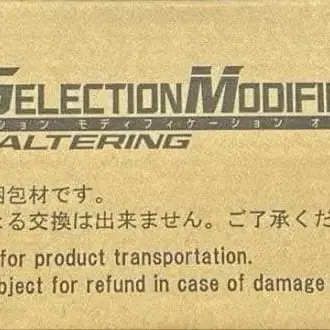 SELECTION MODIFI
ション モディフィケーション オ
ALTERING
梱包材です。
よる交換は出来ません。ご了承くだ
for product transportation.
bject for refund in case of damage